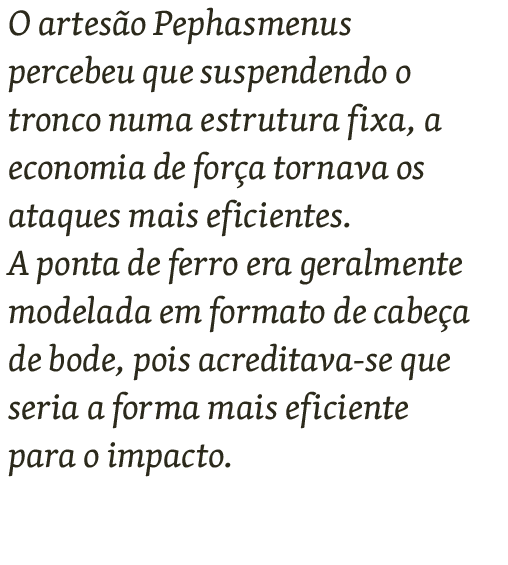 O artesão Pephasmenus
percebeu que suspendendo o
tronco numa estrutura fixa, a
economia de força tornava os
ataques mais eficientes.
A ponta de ferro era geralmente
modelada em formato de cabeça
de bode, pois acreditava-se que
seria a forma mais eficiente
para o impacto.